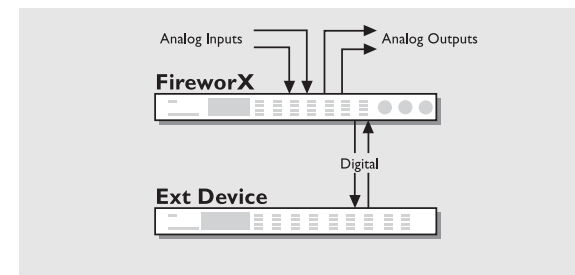 Analog Inputs
Analog Outputs
FireworX
Digital
Ext Device